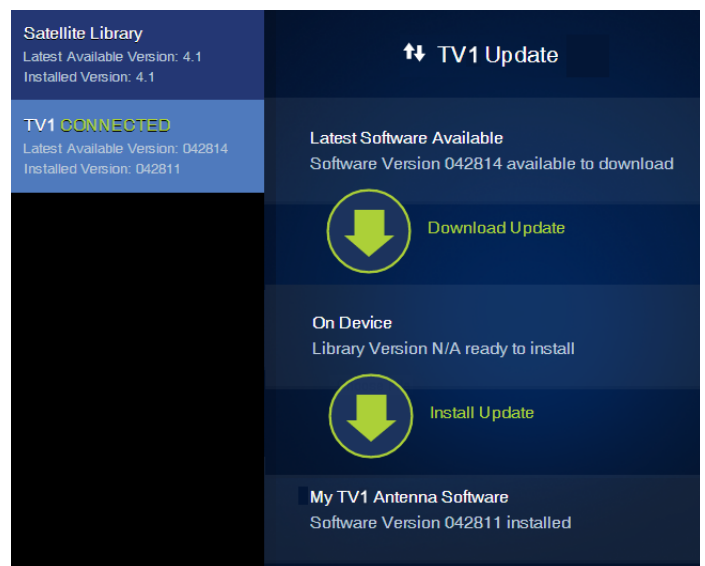 Satellite Library
Latest Available Version: 4.1
Installed Version: 4.1
TV1 CONNECTED
Latest Available Version: 042814
Installed Version: 042811
TV1 Update
Latest Software Available
Software Version 042814 available to download
Download Update
On Device
Library Version N/A ready to install
Install Update
My TV1 Antenna Software
Software Version 042811 installed